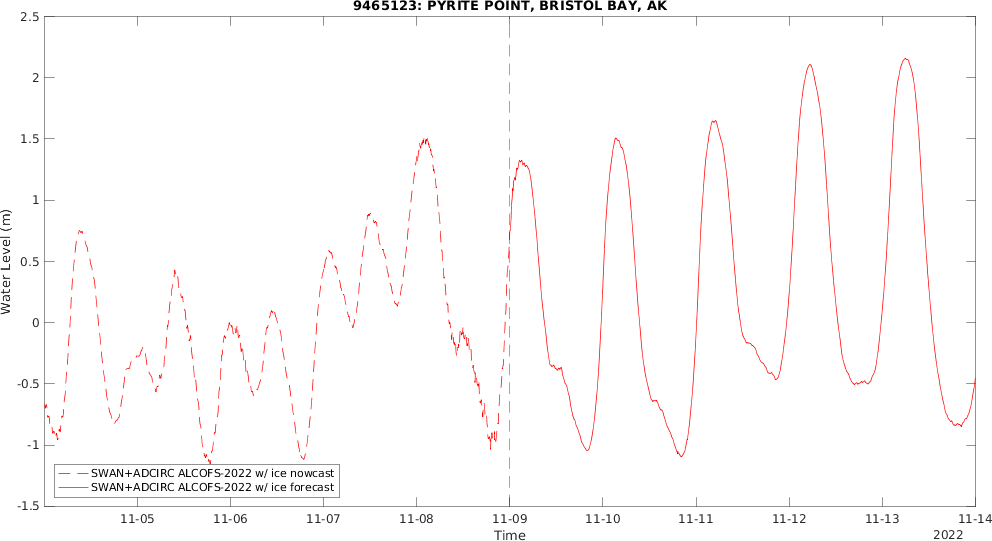 9465123: PYRITE POINT, BRISTOL BAY, AK
2.5
2
1.5
1
0.5
0
-0.5
-1
-1.5
Water Level (m)
SWAN+ADCIRC ALCOFS-2022 w/ ice nowcast
SWAN+ADCIRC ALCOFS-2022 w/ ice forecast
11-05 11-06 11-07 11-08 11-09 11-10 11-11 11-12 11-13 11-14
Time
2022